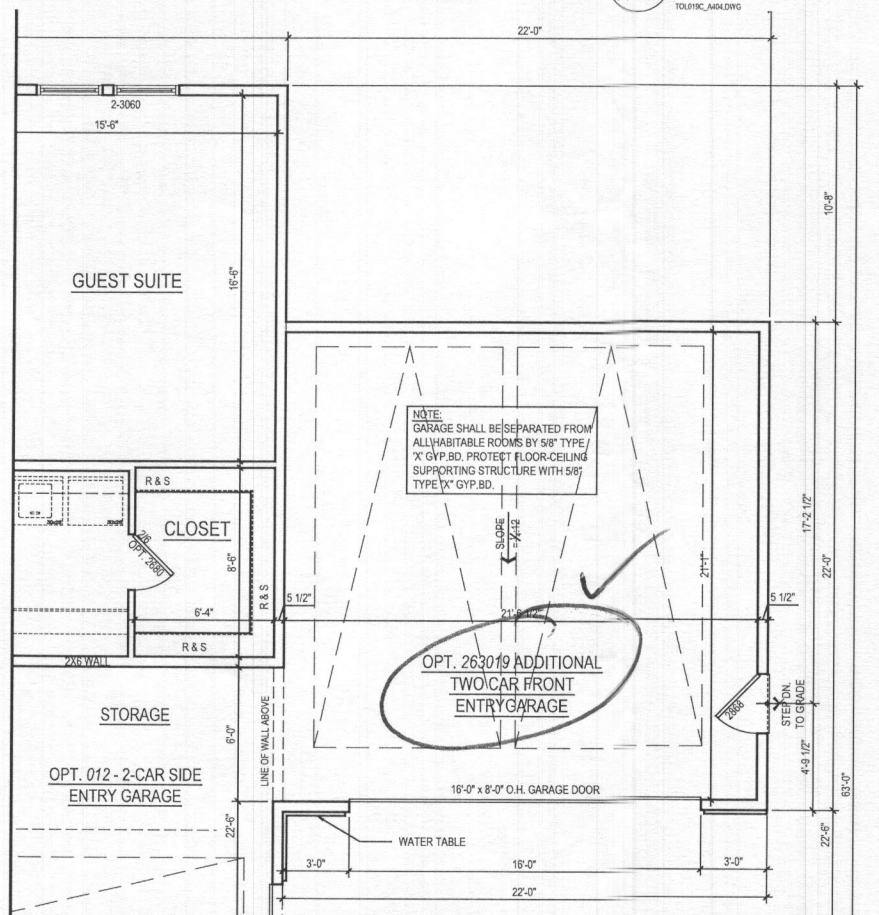 TOL019C_A404.DWG
22'-0"
2-3060
15'-6"
10'-8"
GUEST SUITE
16'-6"
NOTE:
GARAGE SHALL BE SEPARATED FROM
ALL HABITABLE ROOMS BY 5/8" TYPE
'X' GYP.BD. PROTECT FLOOR-CEILING
SUPPORTING STRUCTURE WITH 5/8"
TYPE "X" GYP.BD.
R & S
CLOSET
2/6
OPT. 2680
8'-6"
R & S
6'-4"
R & S
2X6 WALL
SLOPE
17'-2 1/2"
22'-0"
21'-1"
5 1/2"
21'-6 1/2"
5 1/2"
OPT. 263019 ADDITIONAL
TWO CAR FRONT
ENTRYGARAGE
2868
STEP DN.
TO GRADE
STORAGE
6'-0"
LINE OF WALL ABOVE
4'-9 1/2"
63'-0"
OPT. 012 - 2-CAR SIDE
ENTRY GARAGE
16'-0" x 8'-0" O.H. GARAGE DOOR
22'-6"
WATER TABLE
22'-6"
3'-0"
16'-0"
3'-0"
22'-0"